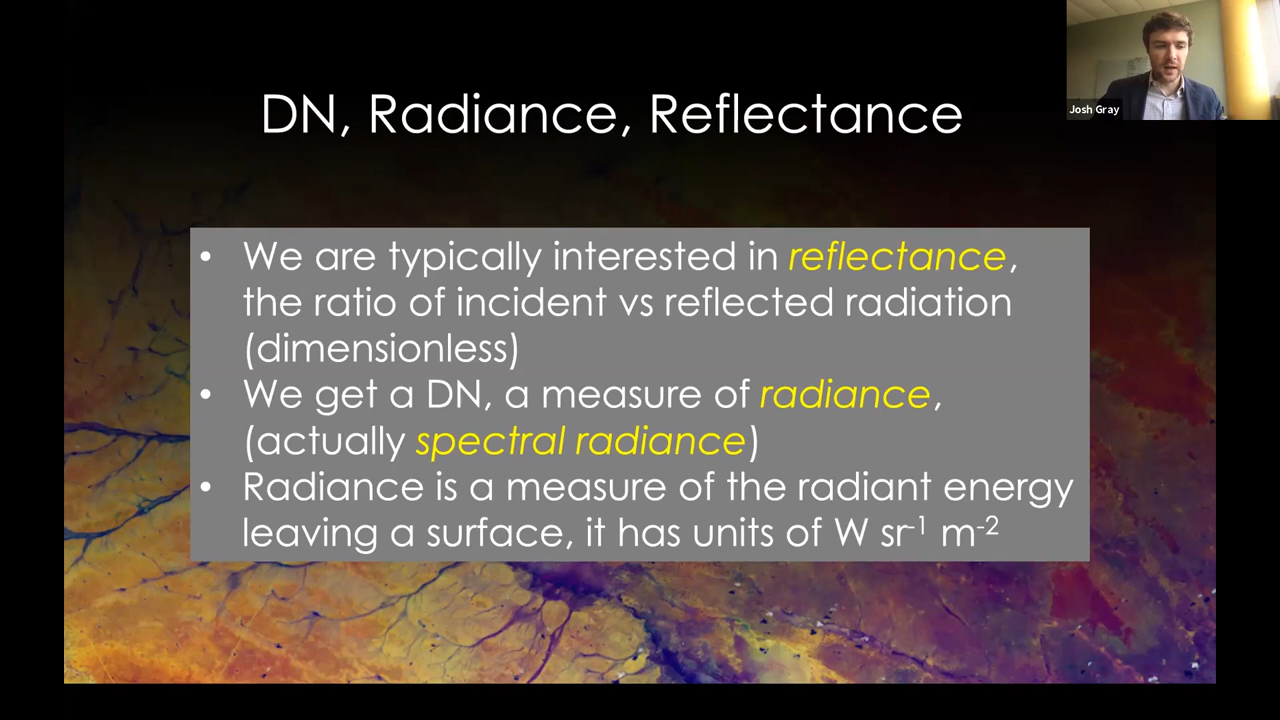 Josh Gray
DN, Radiance, Reflectance
• We are typically interested in reflectance,
the ratio of incident vs reflected radiation
(dimensionless)
• We get a DN, a measure of radiance,
(actually spectral radiance)
• Radiance is a measure of the radiant energy
leaving a surface, it has units of W sr⁻¹ m⁻²